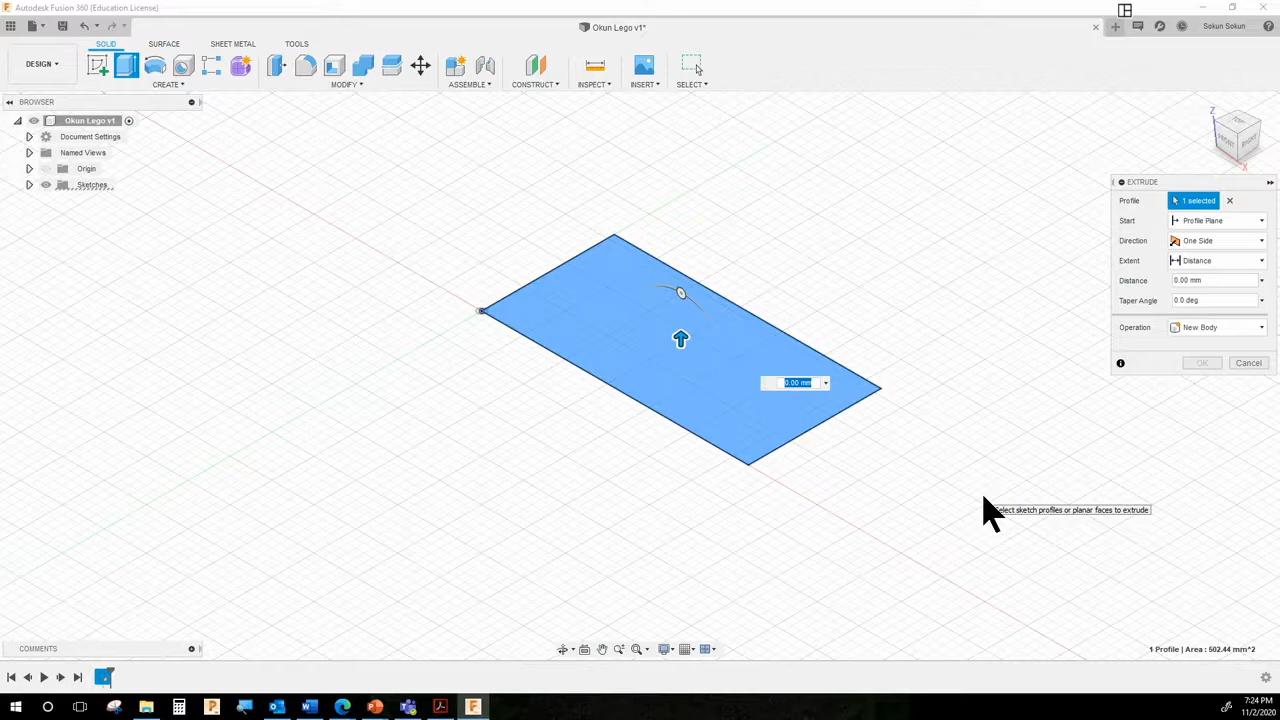 Autodesk Fusion 360 (Education License)
Okun Lego v1*
Sokun Sokun
SOLID SURFACE SHEET METAL TOOLS
DESIGN
CREATE MODIFY ASSEMBLE CONSTRUCT INSPECT INSERT SELECT
BROWSER
Okun Lego v1
Document Settings
Named Views
Origin
Sketches
TOP
FRONT
RIGHT
Z
X
EXTRUDE
Profile 1 selected
Start Profile Plane
Direction One Side
Extent Distance
Distance 0.00 mm
Taper Angle 0.0 deg
Operation New Body
OK Cancel
0.00 mm
Select sketch profiles or planar faces to extrude
COMMENTS
1 Profile | Area : 502.44 mm^2
7:24 PM
11/2/2020